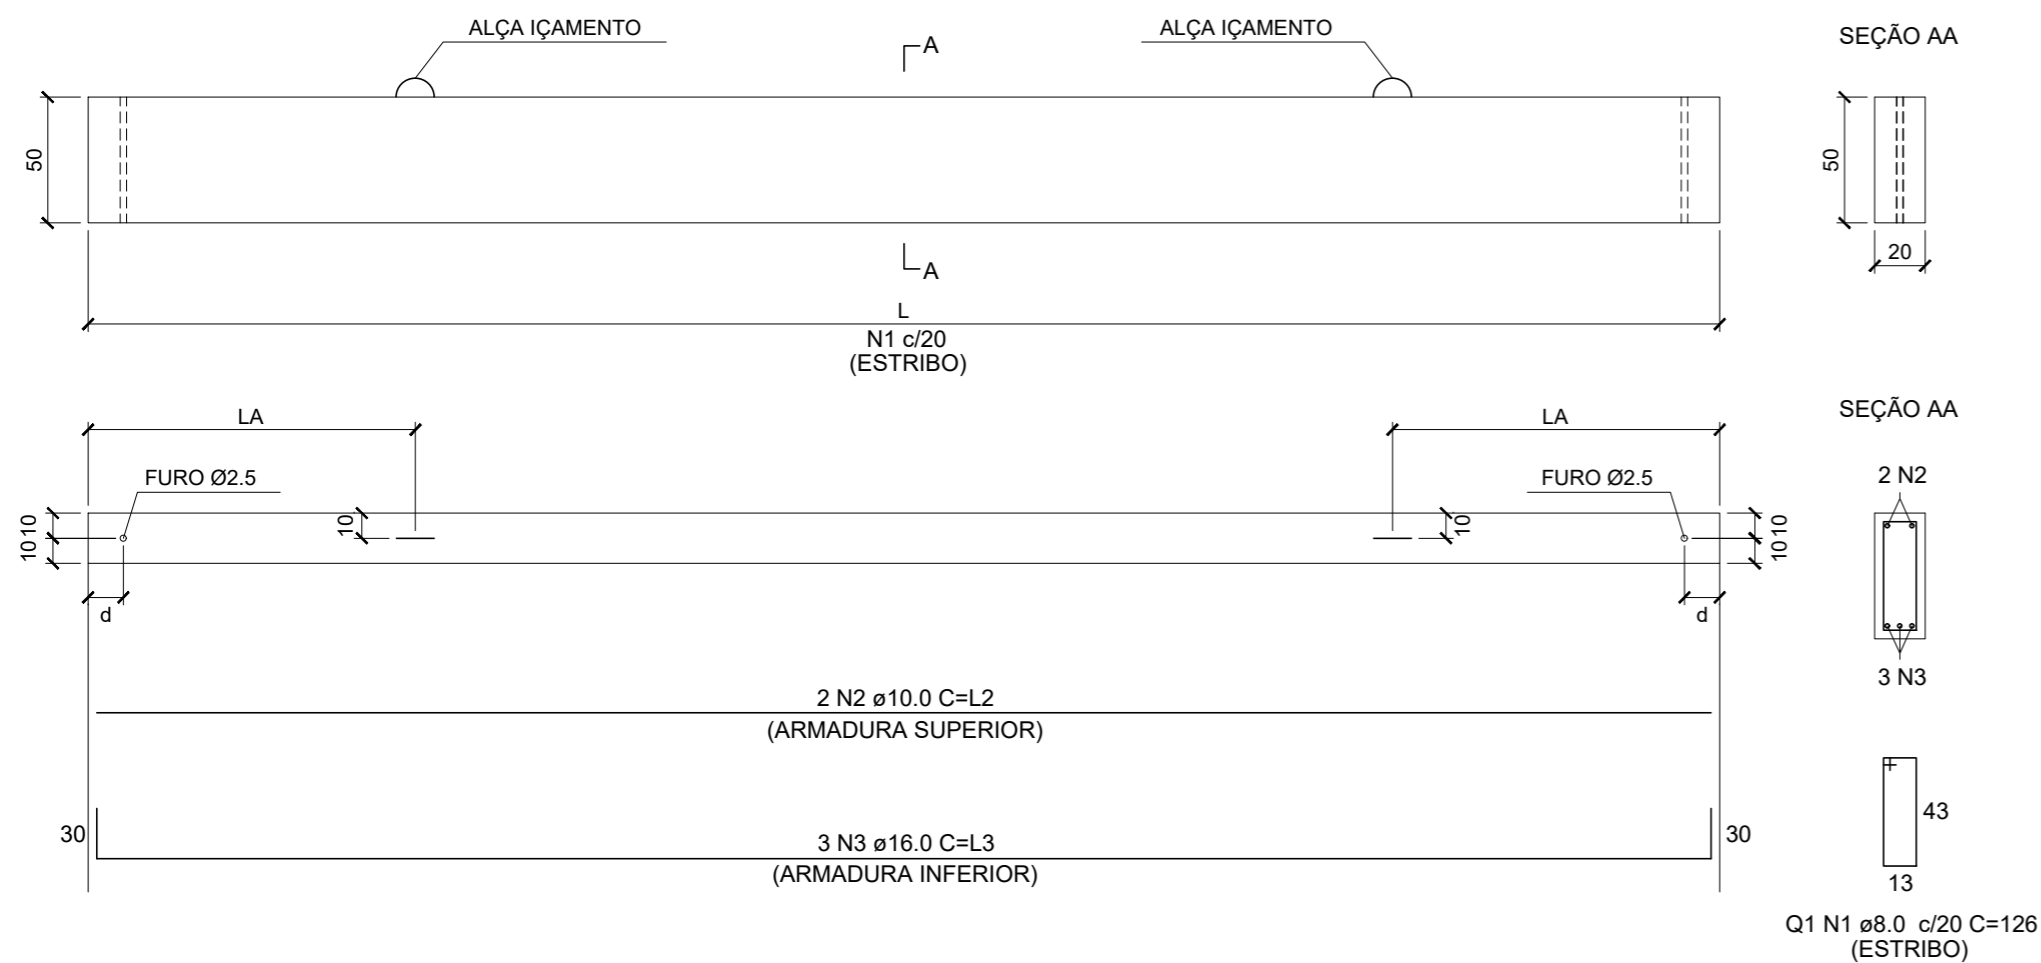 ALÇA IÇAMENTO
A
ALÇA IÇAMENTO
SEÇÃO AA
50
50
A
20
L
N1 c/20
(ESTRIBO)
SEÇÃO AA
LA
LA
FURO Ø2.5
FURO Ø2.5
2 N2
10
10
10
10
10
10
d
d
3 N3
2 N2 ø10.0 C=L2
(ARMADURA SUPERIOR)
30
3 N3 ø16.0 C=L3
(ARMADURA INFERIOR)
30
43
13
Q1 N1 ø8.0 c/20 C=126
(ESTRIBO)